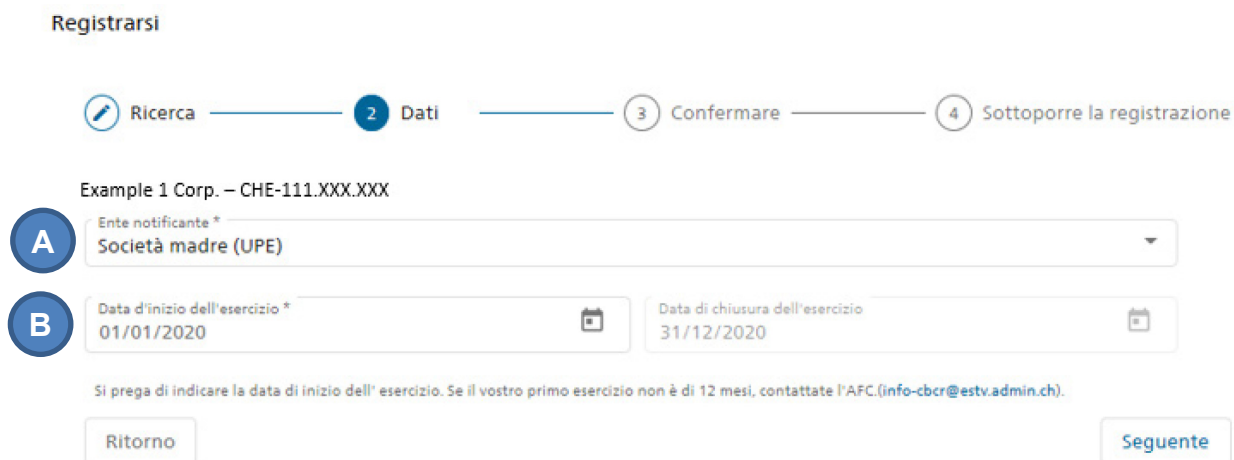 Registrarsi
Ricerca 2 Dati 3 Confermare 4 Sottoporre la registrazione
Example 1 Corp. – CHE-111.XXX.XXX
A
Ente notificante *
Società madre (UPE)
B
Data d'inizio dell'esercizio * Data di chiusura dell'esercizio
01/01/2020 31/12/2020
Si prega di indicare la data di inizio dell' esercizio. Se il vostro primo esercizio non è di 12 mesi, contattate l'AFC.(info-cbcr@estv.admin.ch).
Ritorno Seguente